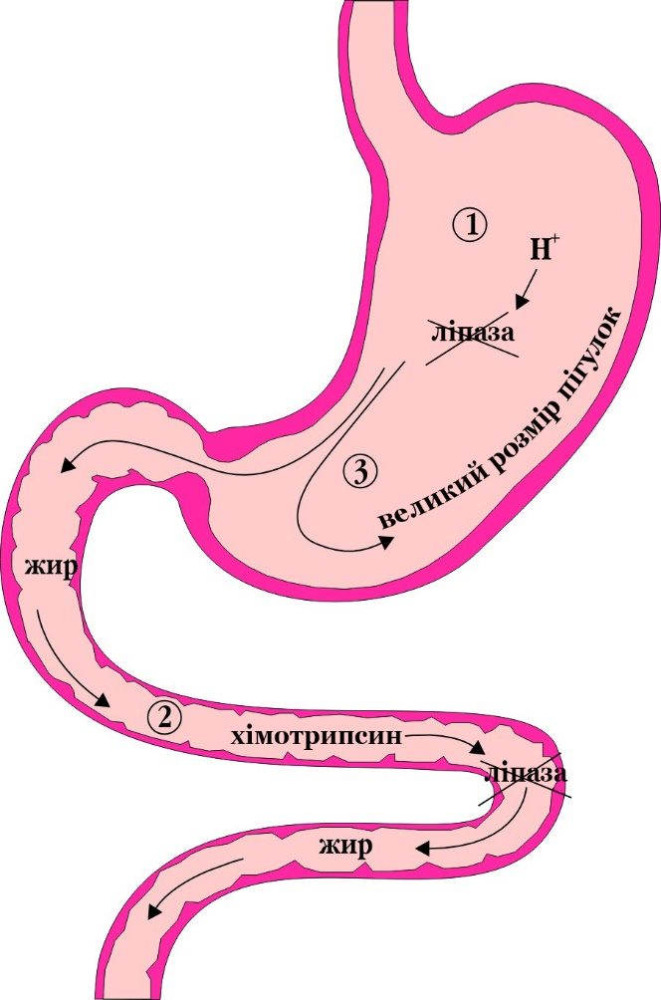 1
H+
ліпаза
великий розмір пігулок
3
жир
2
хімотрипсин
ліпаза
жир